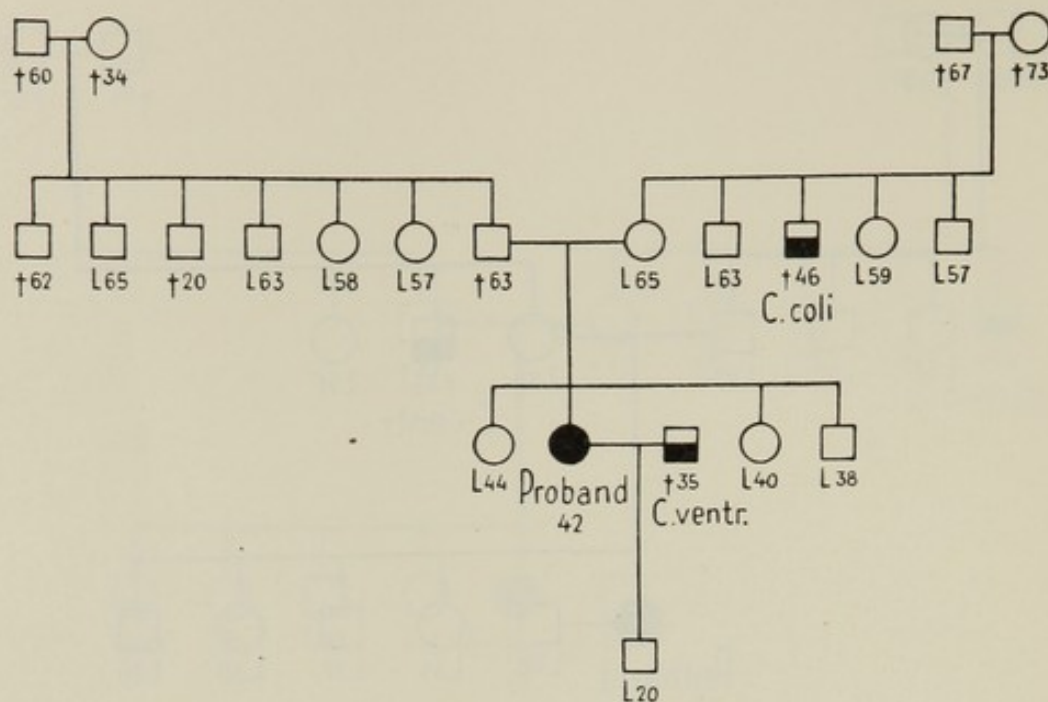 †60 †34 †67 †73
†62 L65 †20 L63 L58 L57 †63 L65 L63 †46 L59 L57
C.coli
L44 Proband †35 L40 L38
42 C.ventr.
L20